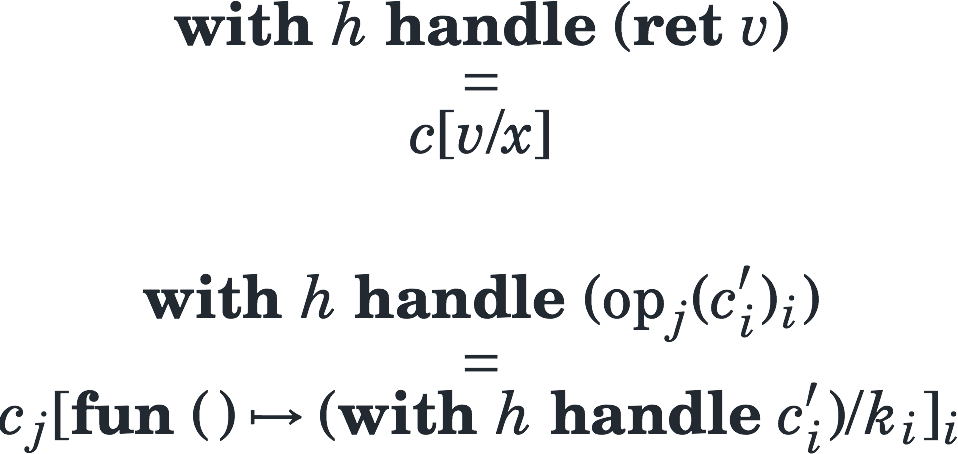 with h handle (ret v)
=
c[v/x]
with h handle (op_j(c′_i)_i)
=
c_j[fun () ↦ (with h handle c′_i)/k_i]_i